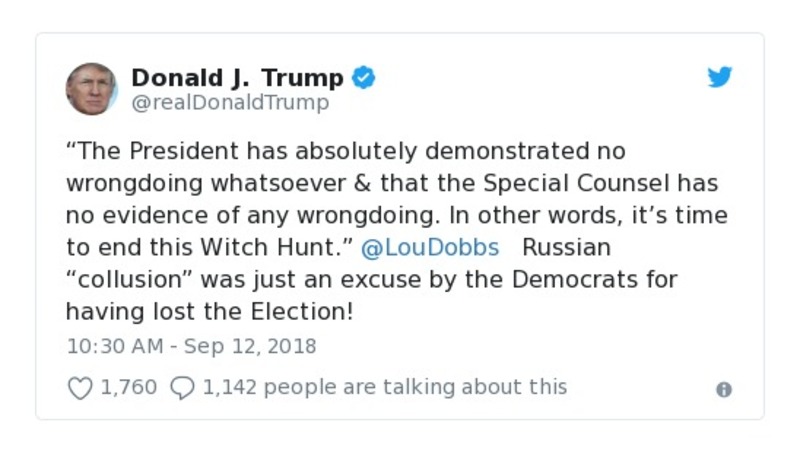 Donald J. Trump
@realDonaldTrump
“The President has absolutely demonstrated no
wrongdoing whatsoever & that the Special Counsel has
no evidence of any wrongdoing. In other words, it’s time
to end this Witch Hunt.” @LouDobbs Russian
“collusion” was just an excuse by the Democrats for
having lost the Election!
10:30 AM - Sep 12, 2018
1,760 1,142 people are talking about this